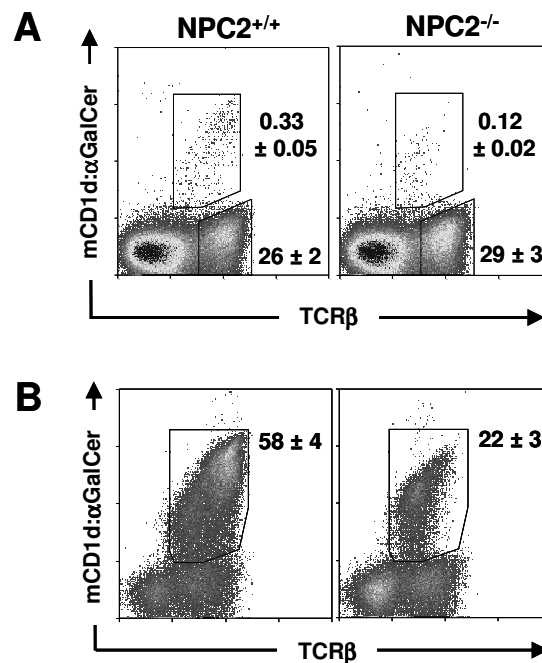 A
NPC2+/+
NPC2-/-
mCD1d:αGalCer
0.33
± 0.05
26 ± 2
0.12
± 0.02
29 ± 3
TCRβ
B
mCD1d:αGalCer
58 ± 4
22 ± 3
TCRβ